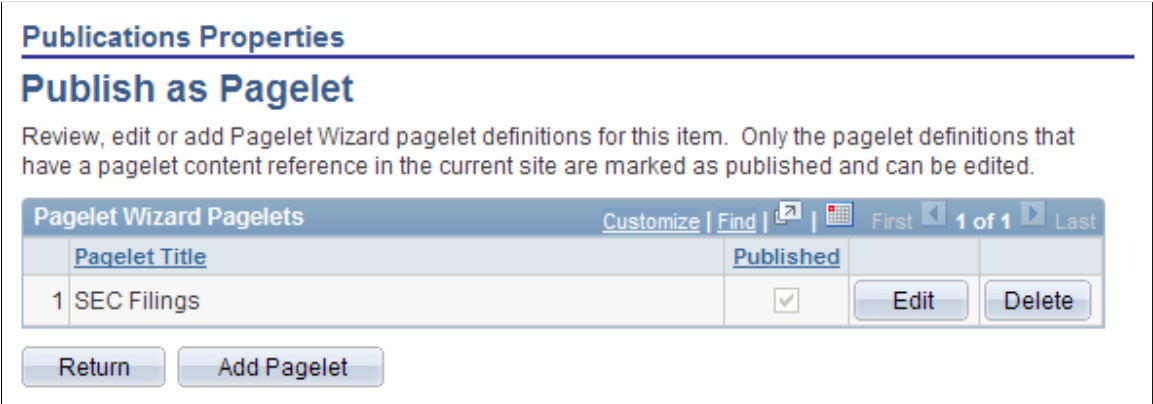 Publications Properties
Publish as Pagelet
Review, edit or add Pagelet Wizard pagelet definitions for this item.  Only the pagelet definitions that
have a pagelet content reference in the current site are marked as published and can be edited.
Pagelet Wizard Pagelets Customize | Find | | First 1 of 1 Last
Pagelet Title Published
1 SEC Filings Edit Delete
Return Add Pagelet